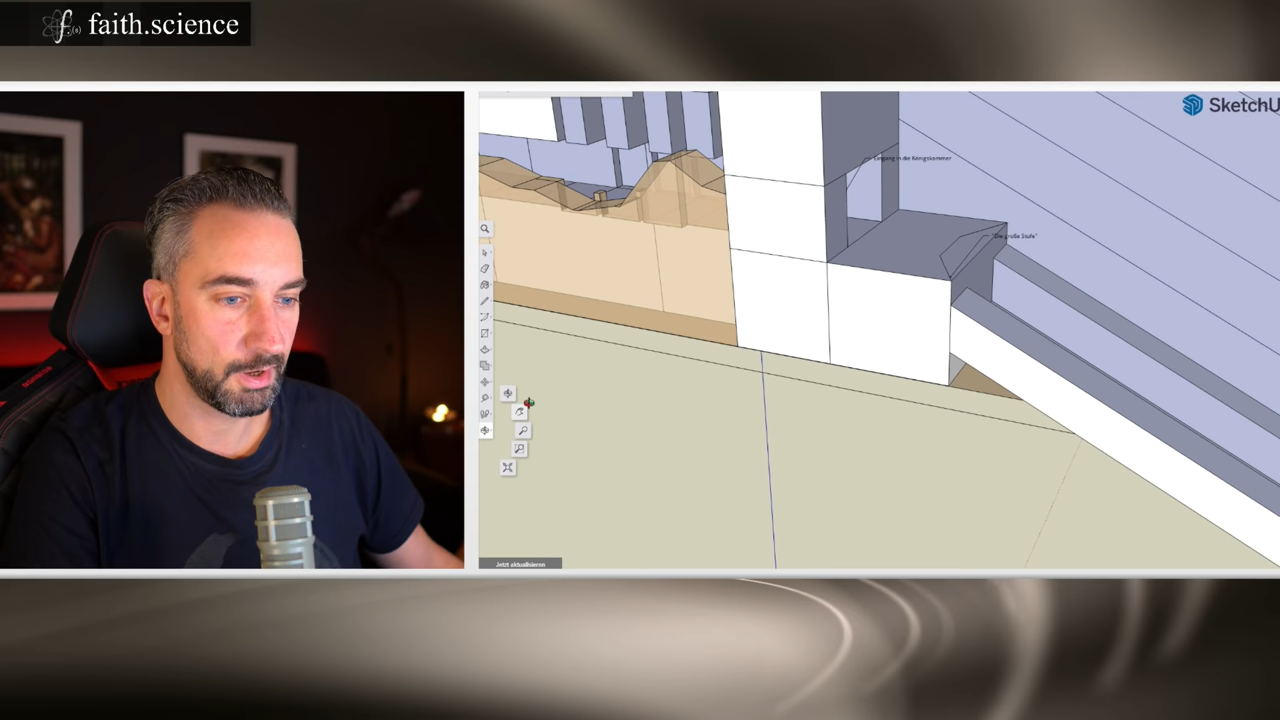 faith.science
SketchU
Eingang in die Königskammer
"Die große Stufe"
Jetzt aktualisieren